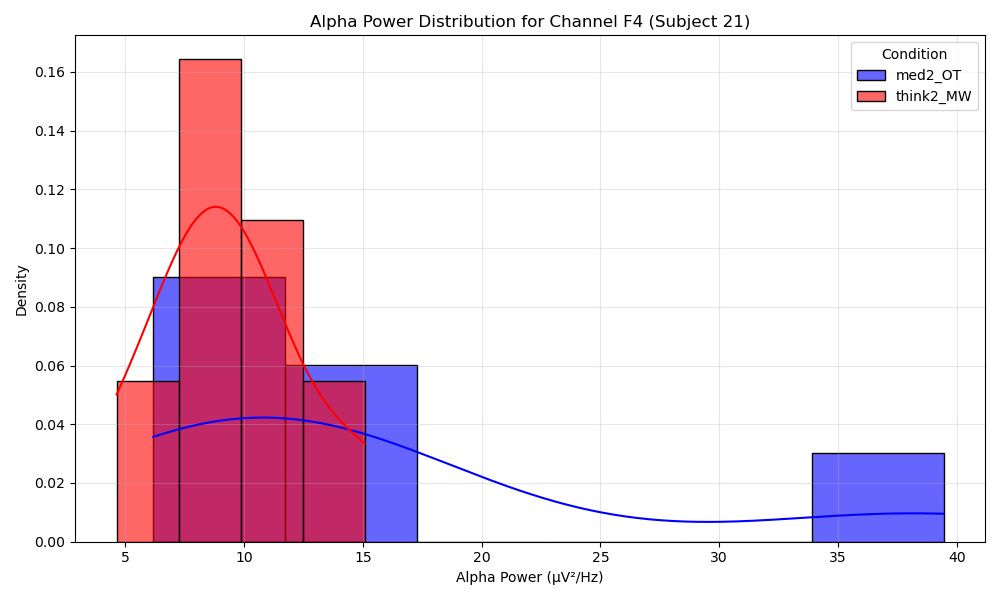 Alpha Power Distribution for Channel F4 (Subject 21)
Condition
med2_OT
think2_MW
0.16
0.14
0.12
0.10
0.08
0.06
0.04
0.02
0.00
Density
5 10 15 20 25 30 35 40
Alpha Power (µV²/Hz)